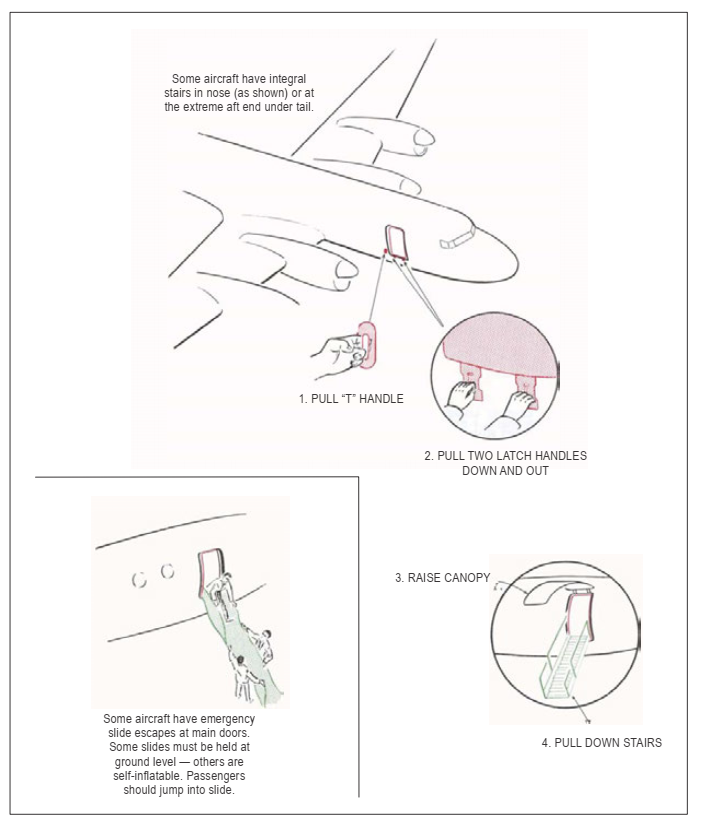 Some aircraft have integral
stairs in nose (as shown) or at
the extreme aft end under tail.
1. PULL “T” HANDLE
2. PULL TWO LATCH HANDLES
DOWN AND OUT
3. RAISE CANOPY
4. PULL DOWN STAIRS
Some aircraft have emergency
slide escapes at main doors.
Some slides must be held at
ground level — others are
self-inflatable. Passengers
should jump into slide.